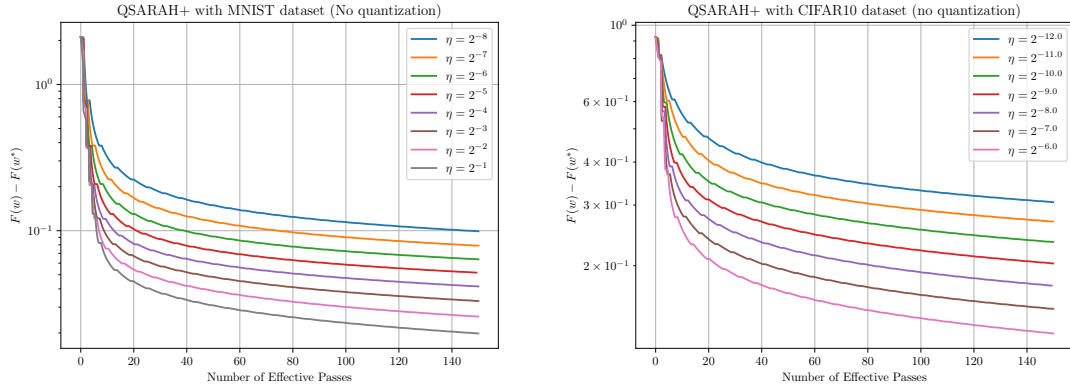 QSARAH+ with MNIST dataset (No quantization)
10⁰
10⁻¹
F(w) − F(w*)
0 20 40 60 80 100 120 140
Number of Effective Passes
η = 2⁻⁸
η = 2⁻⁷
η = 2⁻⁶
η = 2⁻⁵
η = 2⁻⁴
η = 2⁻³
η = 2⁻²
η = 2⁻¹
QSARAH+ with CIFAR10 dataset (no quantization)
10⁰
6 × 10⁻¹
4 × 10⁻¹
3 × 10⁻¹
2 × 10⁻¹
F(w) − F(w*)
0 20 40 60 80 100 120 140
Number of Effective Passes
η = 2⁻¹²·⁰
η = 2⁻¹¹·⁰
η = 2⁻¹⁰·⁰
η = 2⁻⁹·⁰
η = 2⁻⁸·⁰
η = 2⁻⁷·⁰
η = 2⁻⁶·⁰